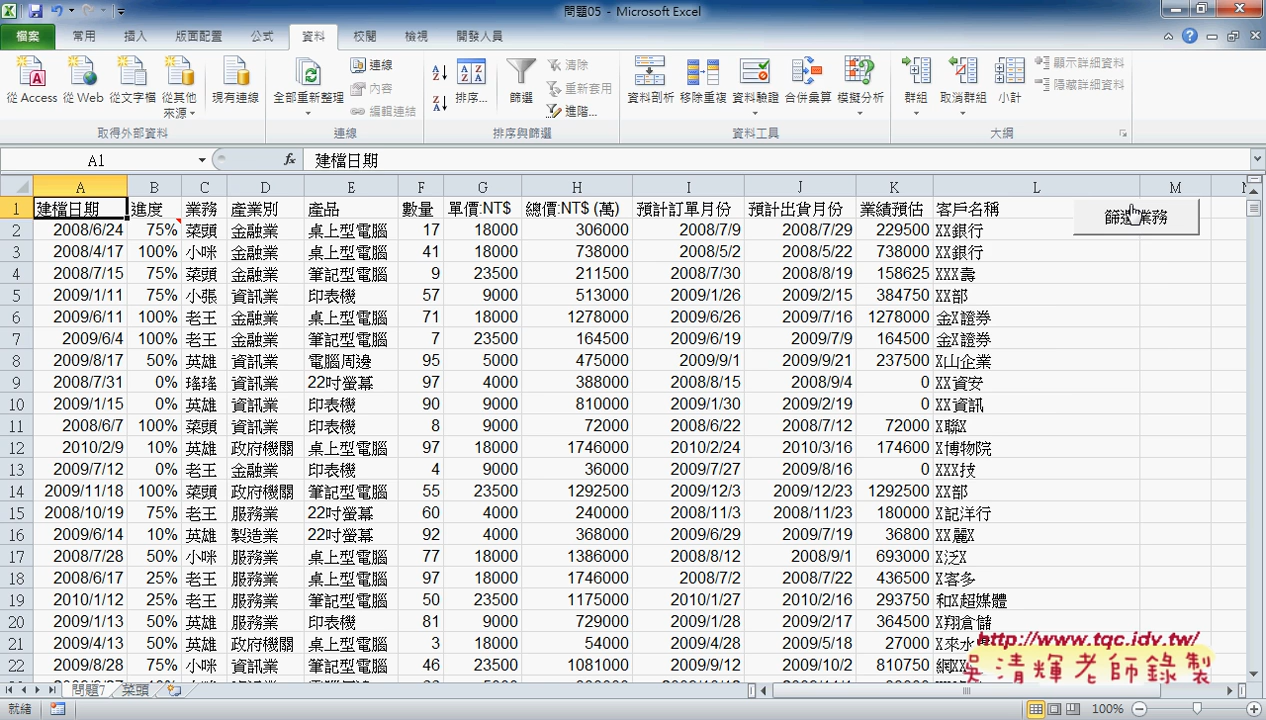 問題05 - Microsoft Excel
檔案 常用 插入 版面配置 公式 資料 校閱 檢視 開發人員
從 Access 從 Web 從文字檔 從其他來源 現有連線 全部重新整理 連線 內容 編輯連結 排序... 篩選 清除 重新套用 進階... 資料剖析 移除重複 資料驗證 合併彙算 模擬分析 群組 取消群組 小計 顯示詳細資料 隱藏詳細資料
取得外部資料 連線 排序與篩選 資料工具 大綱
A1 fx 建檔日期
A B C D E F G H I J K L M N
1 建檔日期 進度 業務 產業別 產品 數量 單價:NT$ 總價:NT$ (萬) 預計訂單月份 預計出貨月份 業績預估 客戶名稱 篩選業務
2 2008/6/24 75% 菜頭 金融業 桌上型電腦 17 18000 306000 2008/7/9 2008/7/29 229500 XX銀行
3 2008/4/17 100% 小咪 金融業 桌上型電腦 41 18000 738000 2008/5/2 2008/5/22 738000 XX銀行
4 2008/7/15 75% 菜頭 金融業 筆記型電腦 9 23500 211500 2008/7/30 2008/8/19 158625 XXX壽
5 2009/1/11 75% 小張 資訊業 印表機 57 9000 513000 2009/1/26 2009/2/15 384750 XX部
6 2009/6/11 100% 老王 金融業 桌上型電腦 71 18000 1278000 2009/6/26 2009/7/16 1278000 金X證券
7 2009/6/4 100% 老王 金融業 筆記型電腦 7 23500 164500 2009/6/19 2009/7/9 164500 金X證券
8 2009/8/17 50% 英雄 資訊業 電腦周邊 95 5000 475000 2009/9/1 2009/9/21 237500 X山企業
9 2008/7/31 0% 瑤瑤 資訊業 22吋螢幕 97 4000 388000 2008/8/15 2008/9/4 0 XX資安
10 2009/1/15 0% 英雄 資訊業 印表機 90 9000 810000 2009/1/30 2009/2/19 0 XX資訊
11 2008/6/7 100% 菜頭 資訊業 印表機 8 9000 72000 2008/6/22 2008/7/12 72000 X聯X
12 2010/2/9 10% 英雄 政府機關 桌上型電腦 97 18000 1746000 2010/2/24 2010/3/16 174600 X博物院
13 2009/7/12 0% 老王 金融業 印表機 4 9000 36000 2009/7/27 2009/8/16 0 XXX技
14 2009/11/18 100% 菜頭 政府機關 筆記型電腦 55 23500 1292500 2009/12/3 2009/12/23 1292500 XX部
15 2008/10/19 75% 老王 服務業 22吋螢幕 60 4000 240000 2008/11/3 2008/11/23 180000 X記洋行
16 2009/6/14 10% 英雄 製造業 22吋螢幕 92 4000 368000 2009/6/29 2009/7/19 36800 XX麗X
17 2008/7/28 50% 小咪 服務業 桌上型電腦 77 18000 1386000 2008/8/12 2008/9/1 693000 X泛X
18 2008/6/17 25% 老王 服務業 桌上型電腦 97 18000 1746000 2008/7/2 2008/7/22 436500 X客多
19 2010/1/12 25% 老王 服務業 筆記型電腦 50 23500 1175000 2010/1/27 2010/2/16 293750 和X超媒體
20 2009/1/13 50% 英雄 服務業 印表機 81 9000 729000 2009/1/28 2009/2/17 364500 X翔倉儲
21 2009/4/13 50% 英雄 政府機關 桌上型電腦 3 18000 54000 2009/4/28 2009/5/18 27000 X來水
22 2009/8/28 75% 小咪 資訊業 筆記型電腦 46 23500 1081000 2009/9/12 2009/10/2 810750 網XX
http://www.tqc.idv.tw/
吳清輝老師錄製
問題7 菜頭
就緒 100%